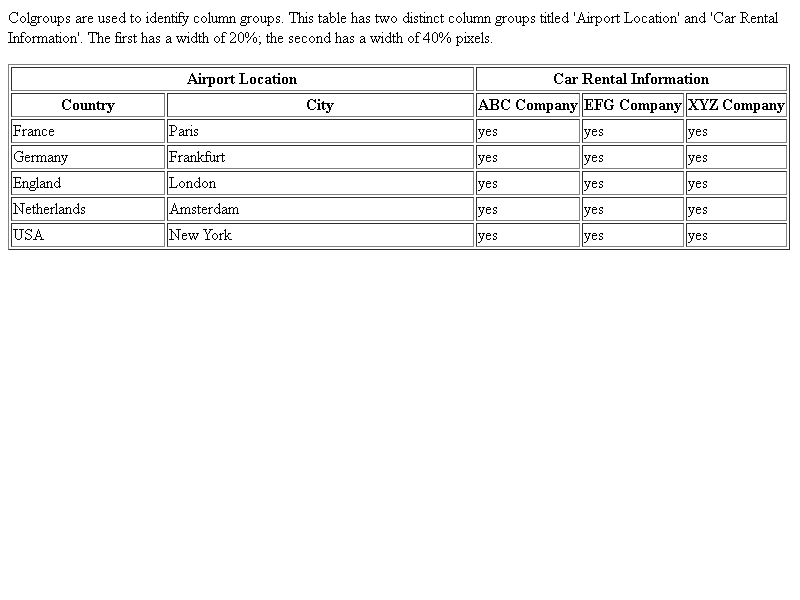 Colgroups are used to identify column groups. This table has two distinct column groups titled 'Airport Location' and 'Car Rental
Information'. The first has a width of 20%; the second has a width of 40% pixels.
Airport Location Car Rental Information
Country City ABC Company EFG Company XYZ Company
France Paris yes yes yes
Germany Frankfurt yes yes yes
England London yes yes yes
Netherlands Amsterdam yes yes yes
USA New York yes yes yes